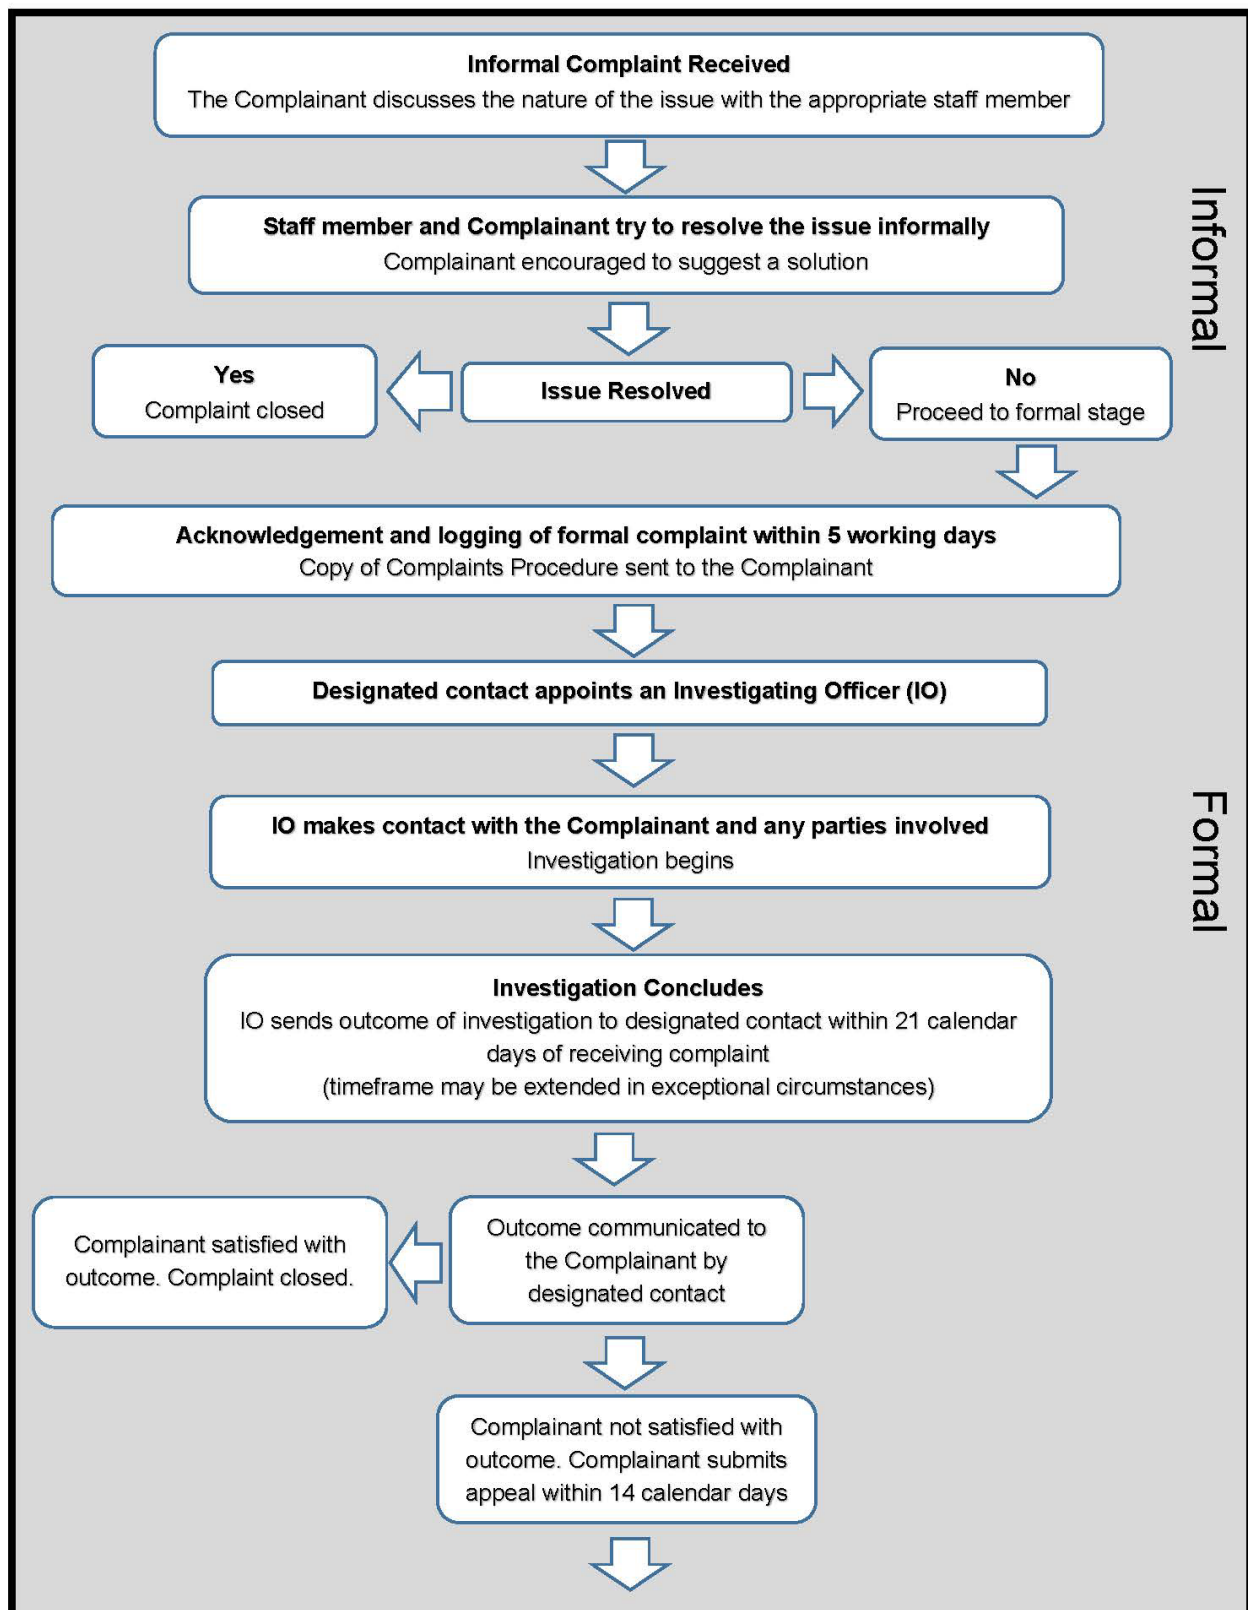 Informal Complaint Received
The Complainant discusses the nature of the issue with the appropriate staff member
Informal
Staff member and Complainant try to resolve the issue informally
Complainant encouraged to suggest a solution
Yes
Complaint closed
Issue Resolved
No
Proceed to formal stage
Acknowledgement and logging of formal complaint within 5 working days
Copy of Complaints Procedure sent to the Complainant
Designated contact appoints an Investigating Officer (IO)
Formal
IO makes contact with the Complainant and any parties involved
Investigation begins
Investigation Concludes
IO sends outcome of investigation to designated contact within 21 calendar
days of receiving complaint
(timeframe may be extended in exceptional circumstances)
Complainant satisfied with
outcome. Complaint closed.
Outcome communicated to
the Complainant by
designated contact
Complainant not satisfied with
outcome. Complainant submits
appeal within 14 calendar days